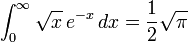 ∫₀^∞ √x e^{−x} dx = 1/2 √π